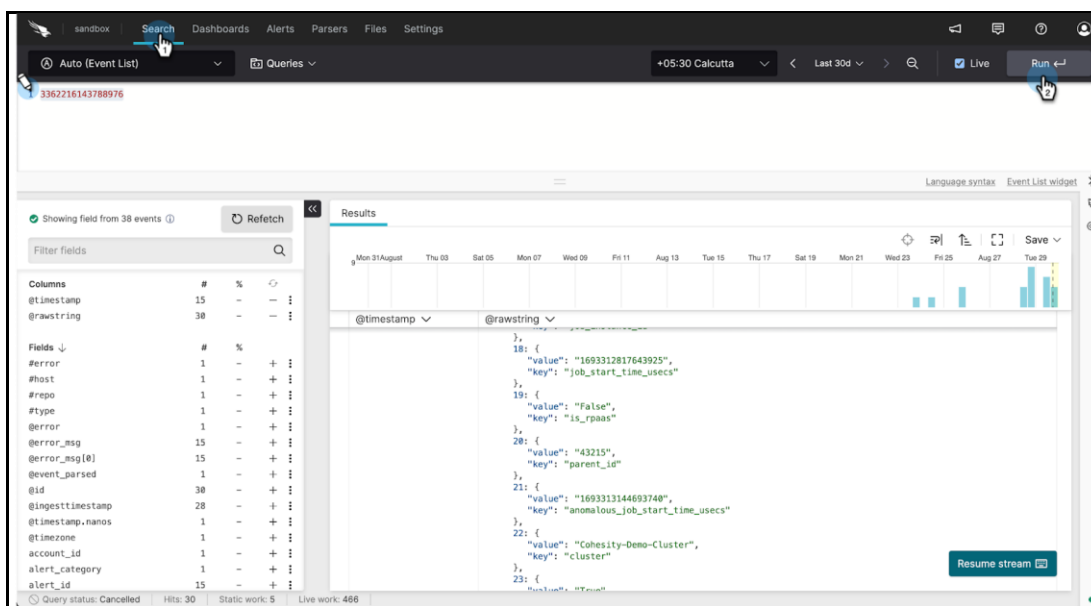 sandbox Search Dashboards Alerts Parsers Files Settings
Auto (Event List) Queries +05:30 Calcutta Last 30d Live Run
1
2
1 3362216143788976
Language syntax Event List widget
Showing field from 38 events Refetch
Filter fields
Columns # %
@timestamp 15 –
@rawstring 30 –
Fields # %
#error 1 –
#host 1 –
#repo 1 –
#type 1 –
@error 1 –
@error_msg 15 –
@error_msg[0] 15 –
@event_parsed 1 –
@id 30 –
@ingesttimestamp 28 –
@timestamp.nanos 1 –
@timezone 1 –
account_id 1 –
alert_category 1 –
alert_id 15 –
Results
Save
9 Mon 31August Thu 03 Sat 05 Mon 07 Wed 09 Fri 11 Aug 13 Tue 15 Thu 17 Sat 19 Mon 21 Wed 23 Fri 25 Aug 27 Tue 29
@timestamp @rawstring
},
18: {
"value": "1693312817643925",
"key": "job_start_time_usecs"
},
19: {
"value": "False",
"key": "is_rpaas"
},
20: {
"value": "43215",
"key": "parent_id"
},
21: {
"value": "1693313144693740",
"key": "anomalous_job_start_time_usecs"
},
22: {
"value": "Cohesity-Demo-Cluster",
"key": "cluster"
},
23: {
"value": "True"
Resume stream
Query status: Cancelled Hits: 30 Static work: 5 Live work: 466